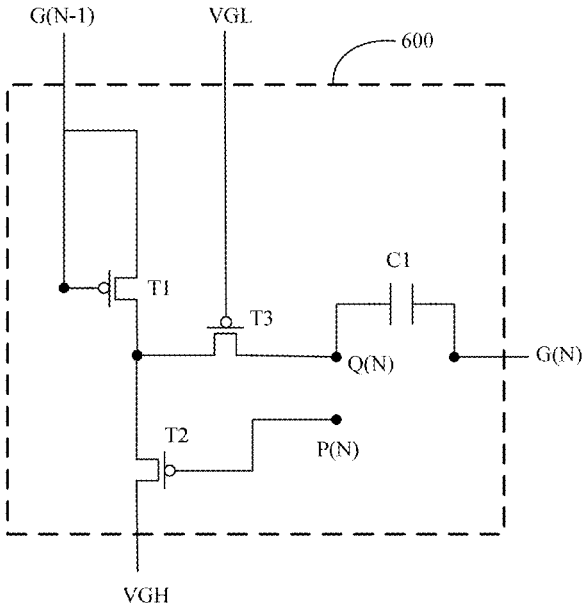 G(N-1)
VGL
600
C1
T1
T3
Q(N)
G(N)
T2
P(N)
VGH